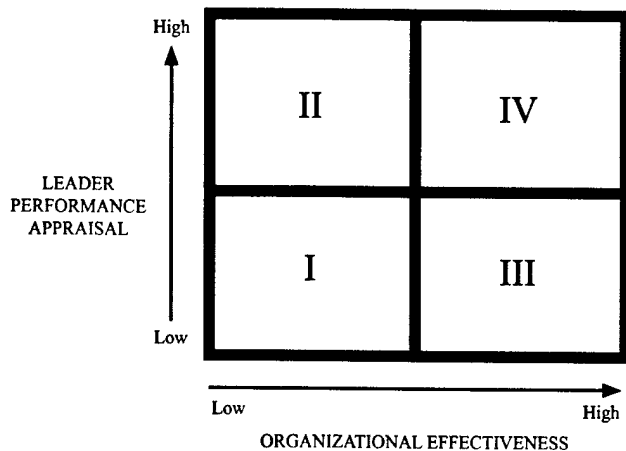 High
II
IV
LEADER
PERFORMANCE
APPRAISAL
I
III
Low
Low
High
ORGANIZATIONAL EFFECTIVENESS